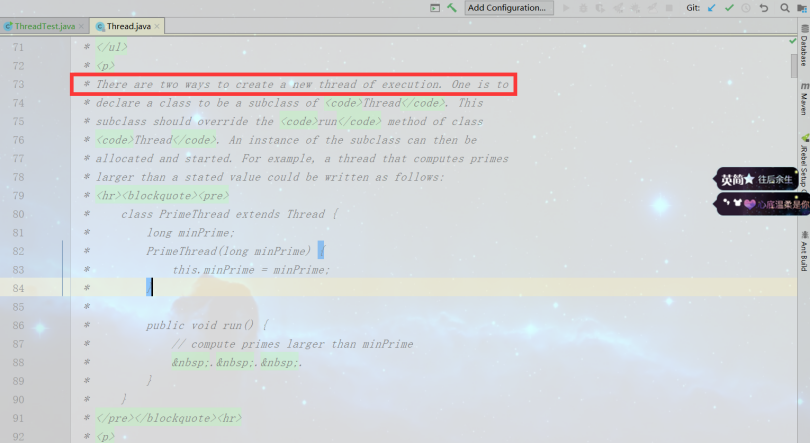 Add Configuration...
Git:
ThreadTest.java
Thread.java
71 * </ul>
72 * <p>
73 * There are two ways to create a new thread of execution. One is to
74 * declare a class to be a subclass of <code>Thread</code>. This
75 * subclass should override the <code>run</code> method of class
76 * <code>Thread</code>. An instance of the subclass can then be
77 * allocated and started. For example, a thread that computes primes
78 * larger than a stated value could be written as follows:
79 * <hr><blockquote><pre>
80 *     class PrimeThread extends Thread {
81 *         long minPrime;
82 *         PrimeThread(long minPrime) {
83 *             this.minPrime = minPrime;
84 *         }
85 *
86 *         public void run() {
87 *             // compute primes larger than minPrime
88 *             &nbsp;.&nbsp;.&nbsp;.
89 *         }
90 *     }
91 * </pre></blockquote><hr>
92 * <p>
Database
Maven
JRebel Setup
Ant Build
英简★ 往后余生
心底温柔是你